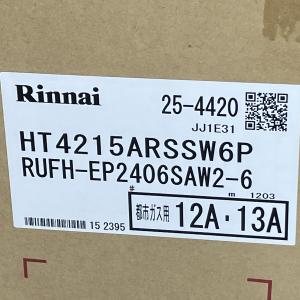 Rinnai
25-4420
JJ1E31
HT4215ARSSW6P
RUFH-EP2406SAW2-6
# m 1203
15 2395
都市ガス用 12A・13A